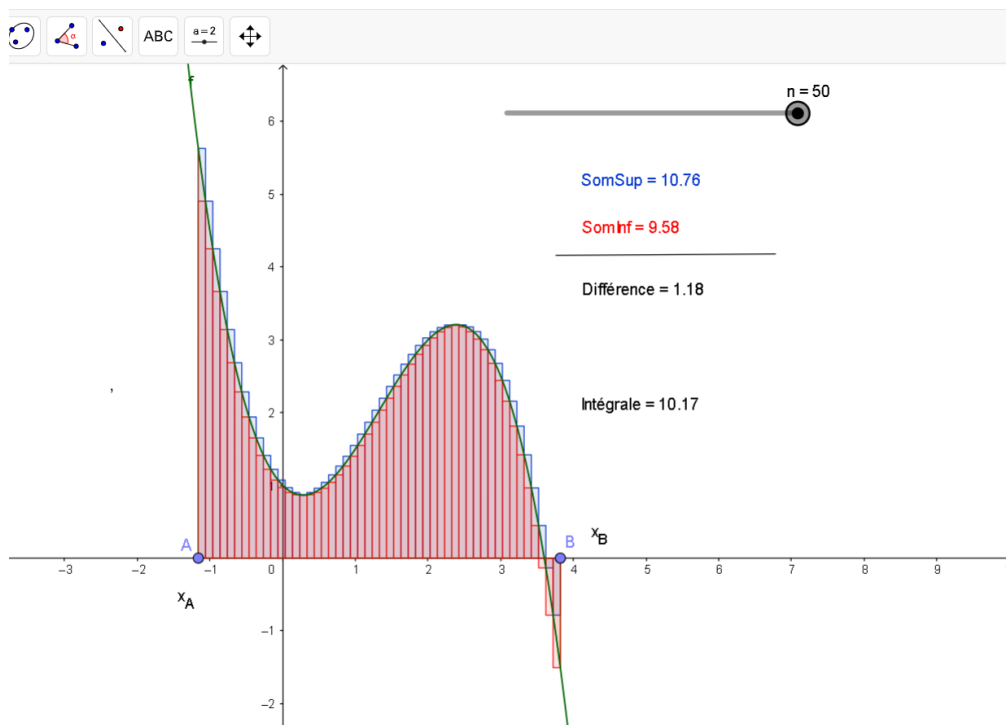 ABC
a = 2
α
f
n = 50
6
SomSup = 10.76
5
SomInf = 9.58
4
Différence = 1.18
3
,
Intégrale = 10.17
2
A
B
x_B
-3
-2
-1
0
1
2
3
4
5
6
7
8
9
x_A
-1
-2